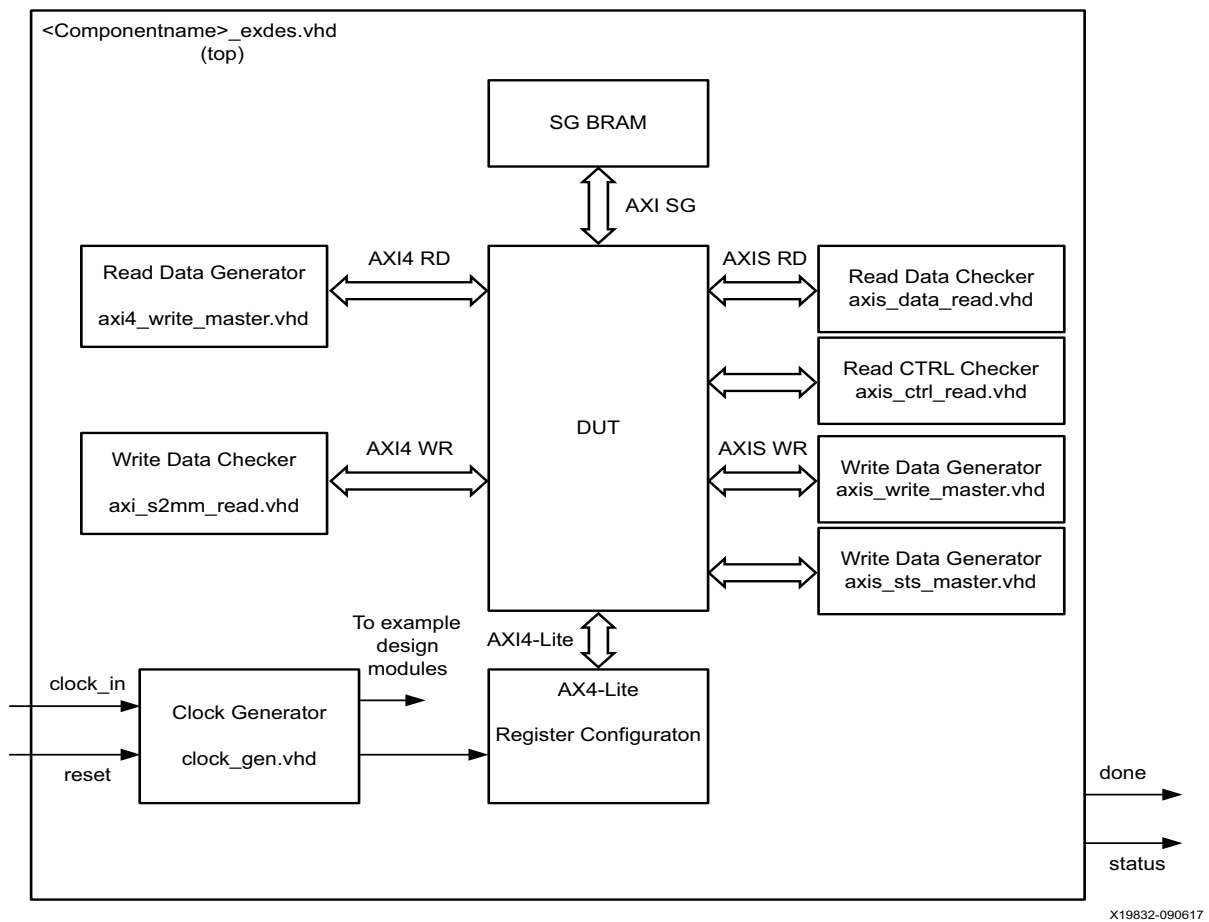 <Componentname>_exdes.vhd
(top)
SG BRAM
AXI SG
Read Data Generator
axi4_write_master.vhd
AXI4 RD
AXIS RD
Read Data Checker
axis_data_read.vhd
Read CTRL Checker
axis_ctrl_read.vhd
DUT
Write Data Checker
axi_s2mm_read.vhd
AXI4 WR
AXIS WR
Write Data Generator
axis_write_master.vhd
Write Data Generator
axis_sts_master.vhd
To example
design
modules
AXI4-Lite
clock_in
reset
Clock Generator
clock_gen.vhd
AX4-Lite
Register Configuraton
done
status
X19832-090617